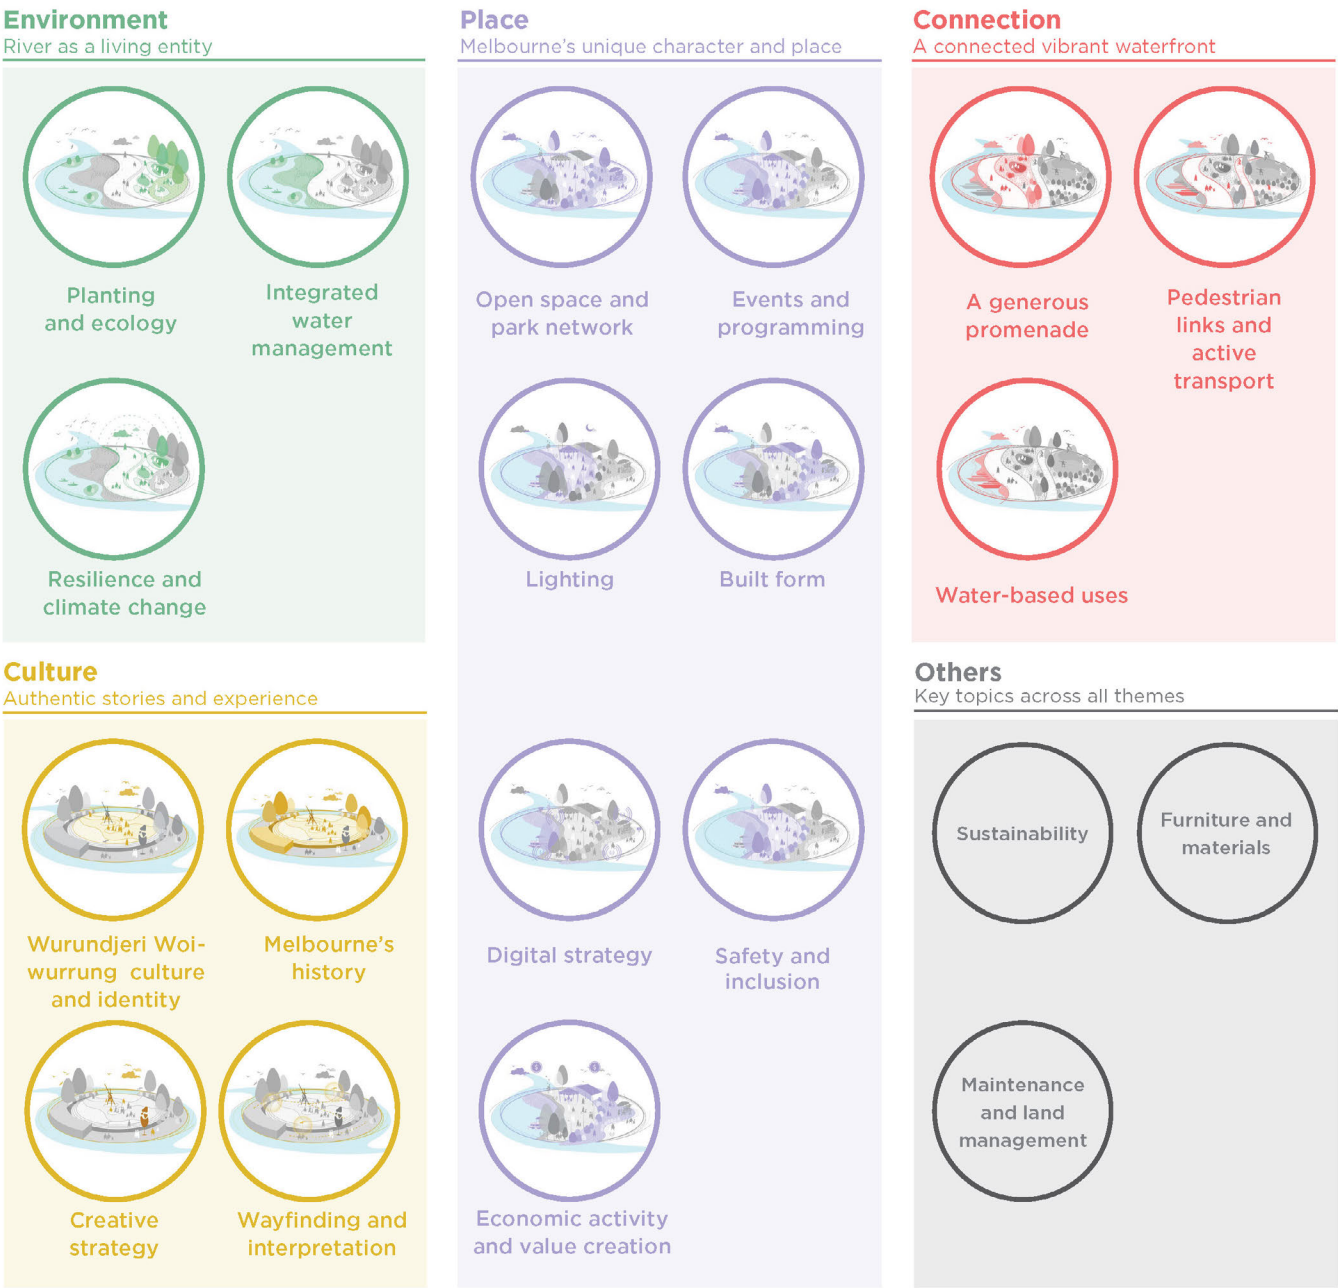 Environment
River as a living entity
Planting
and ecology
Integrated
water
management
Resilience and
climate change
Culture
Authentic stories and experience
Wurundjeri Woi-
wurrung culture
and identity
Melbourne's
history
Creative
strategy
Wayfinding and
interpretation
Place
Melbourne's unique character and place
Open space and
park network
Events and
programming
Lighting
Built form
Digital strategy
Safety and
inclusion
Economic activity
and value creation
Connection
A connected vibrant waterfront
A generous
promenade
Pedestrian
links and
active
transport
Water-based uses
Others
Key topics across all themes
Sustainability
Furniture and
materials
Maintenance
and land
management